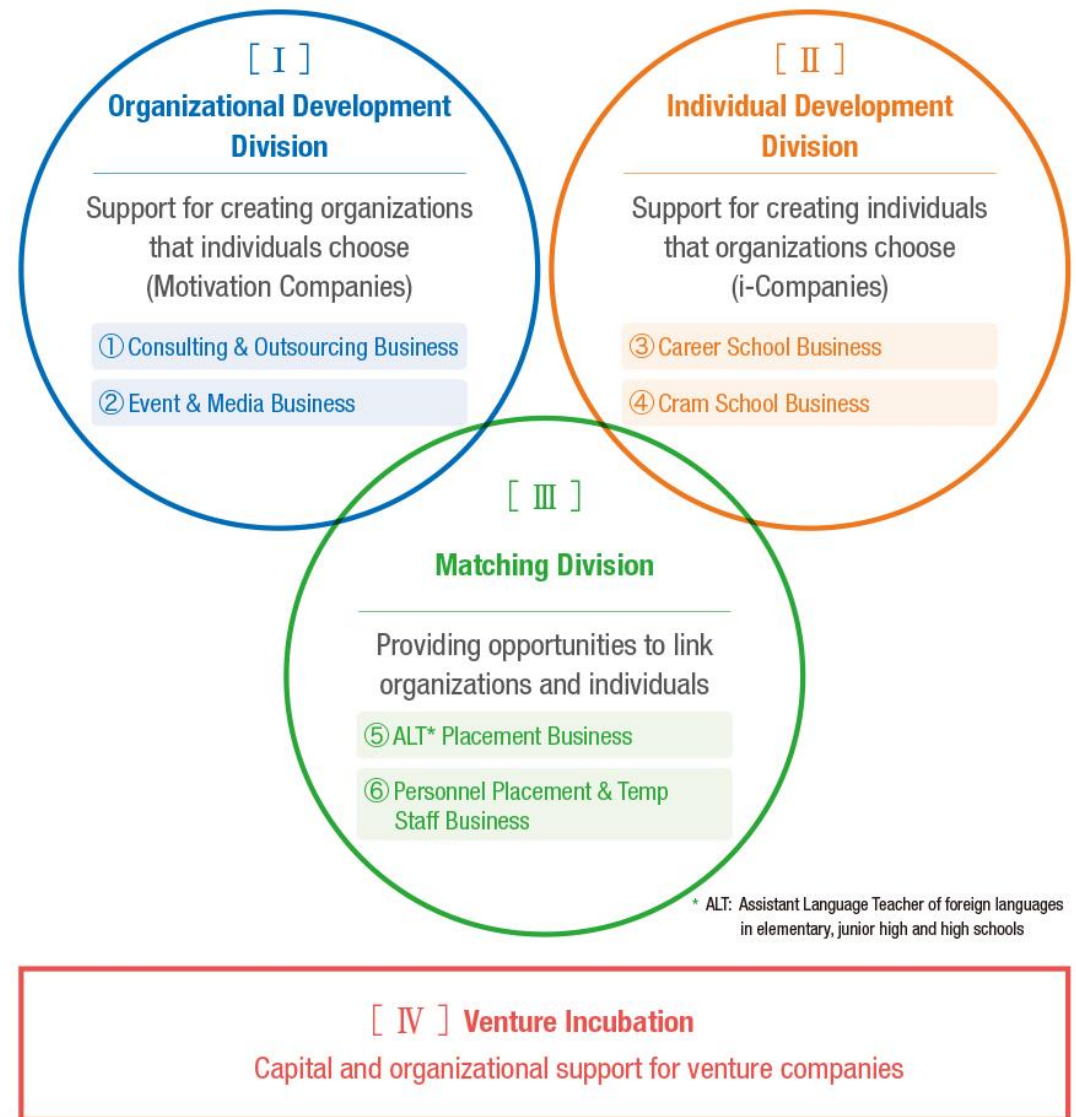 [ Ⅰ ]
Organizational Development
Division
Support for creating organizations
that individuals choose
(Motivation Companies)
① Consulting & Outsourcing Business
② Event & Media Business
[ Ⅱ ]
Individual Development
Division
Support for creating individuals
that organizations choose
(i-Companies)
③ Career School Business
④ Cram School Business
[ Ⅲ ]
Matching Division
Providing opportunities to link
organizations and individuals
⑤ ALT* Placement Business
⑥ Personnel Placement & Temp
Staff Business
* ALT: Assistant Language Teacher of foreign languages
in elementary, junior high and high schools
[ Ⅳ ] Venture Incubation
Capital and organizational support for venture companies